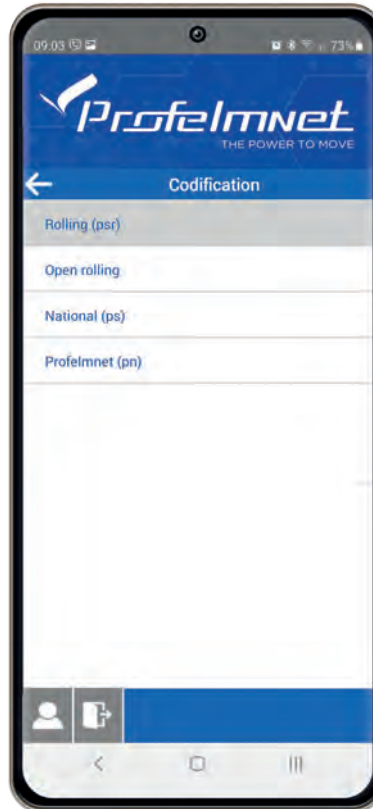 09:03 73%
Profelmnet
THE POWER TO MOVE
Codification
Rolling (psr)
Open rolling
National (ps)
Profelmnet (pn)